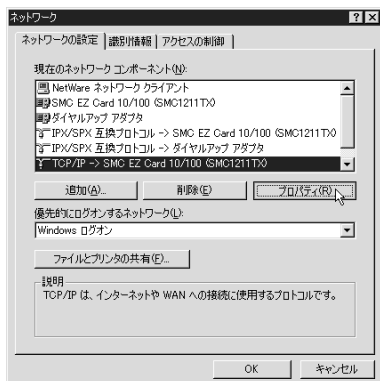 ネットワーク
ネットワークの設定 識別情報 アクセスの制御
現在のネットワーク コンポーネント(N):
NetWare ネットワーク クライアント
SMC EZ Card 10/100 (SMC1211TX)
ダイヤルアップ アダプタ
IPX/SPX 互換プロトコル -> SMC EZ Card 10/100 (SMC1211TX)
IPX/SPX 互換プロトコル -> ダイヤルアップ アダプタ
TCP/IP -> SMC EZ Card 10/100 (SMC1211TX)
追加(A)... 削除(E) プロパティ(R)
優先的にログオンするネットワーク(L):
Windows ログオン
ファイルとプリンタの共有(F)...
説明
TCP/IP は、インターネットや WAN への接続に使用するプロトコルです。
OK キャンセル